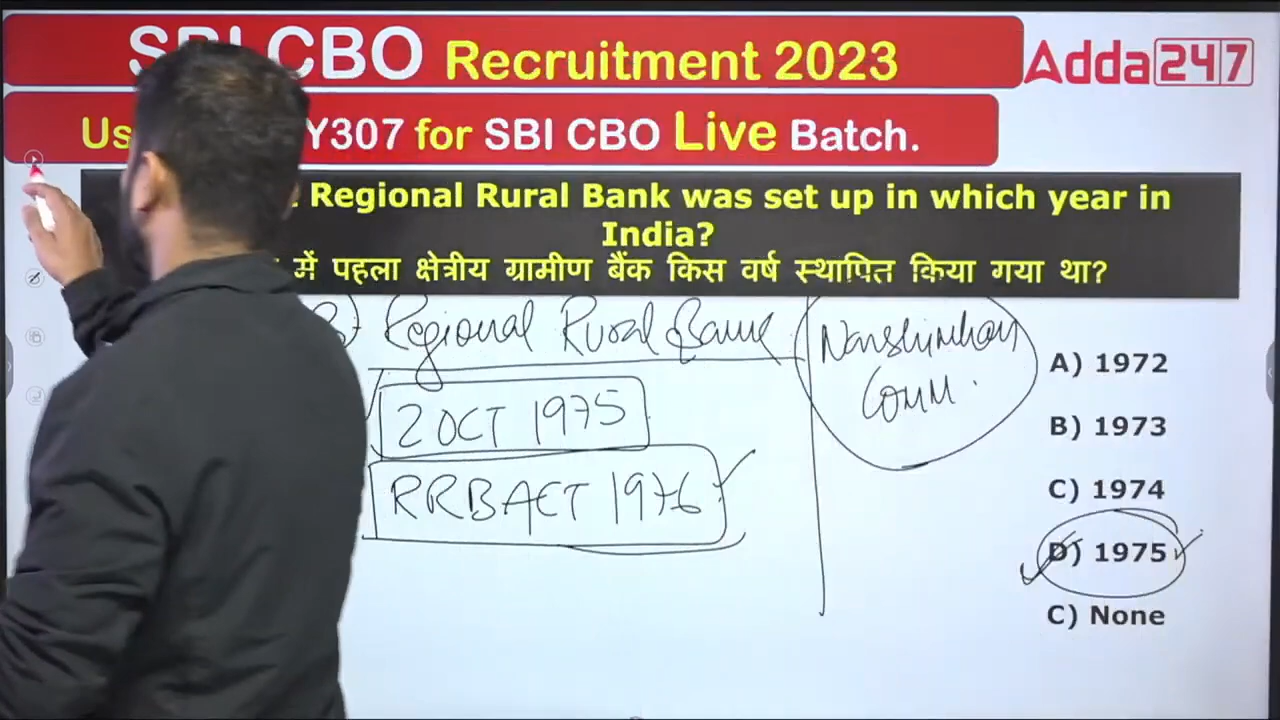 SBI CBO Recruitment 2023
Adda247
Us Y307 for SBI CBO Live Batch.
Regional Rural Bank was set up in which year in
India?
में पहला क्षेत्रीय ग्रामीण बैंक किस वर्ष स्थापित किया गया था?
Regional Rural Bank
2 OCT 1975
RRB ACT 1976
Comm.
A) 1972
B) 1973
C) 1974
D) 1975
C) None